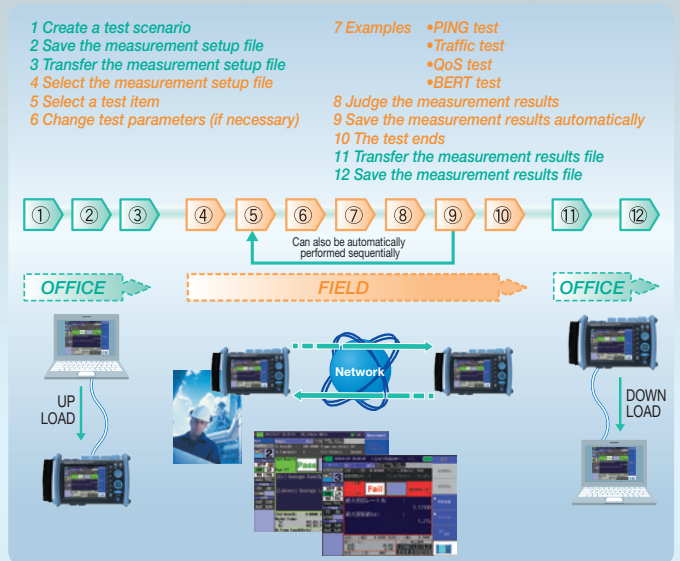 1 Create a test scenario
2 Save the measurement setup file
3 Transfer the measurement setup file
4 Select the measurement setup file
5 Select a test item
6 Change test parameters (if necessary)
7 Examples •PING test
•Traffic test
•QoS test
•BERT test
8 Judge the measurement results
9 Save the measurement results automatically
10 The test ends
11 Transfer the measurement results file
12 Save the measurement results file
① ② ③ ④ ⑤ ⑥ ⑦ ⑧ ⑨ ⑩ ⑪ ⑫
Can also be automatically
performed sequentially
OFFICE FIELD OFFICE
Network
UP
LOAD
DOWN
LOAD
Pass
Fail